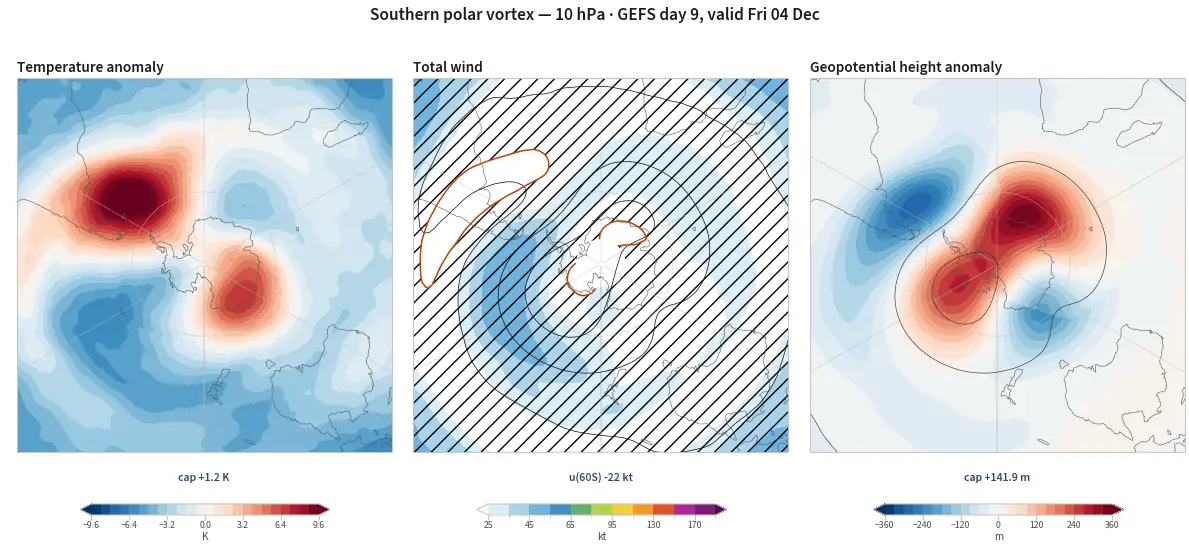 Southern polar vortex — 10 hPa · GEFS day 9, valid Fri 04 Dec
Temperature anomaly
Total wind
Geopotential height anomaly
cap +1.2 K
u(60S) -22 kt
cap +141.9 m
−9.6 −6.4 −3.2 0.0 3.2 6.4 9.6
K
25 45 65 95 130 170
kt
−360 −240 −120 0 120 240 360
m